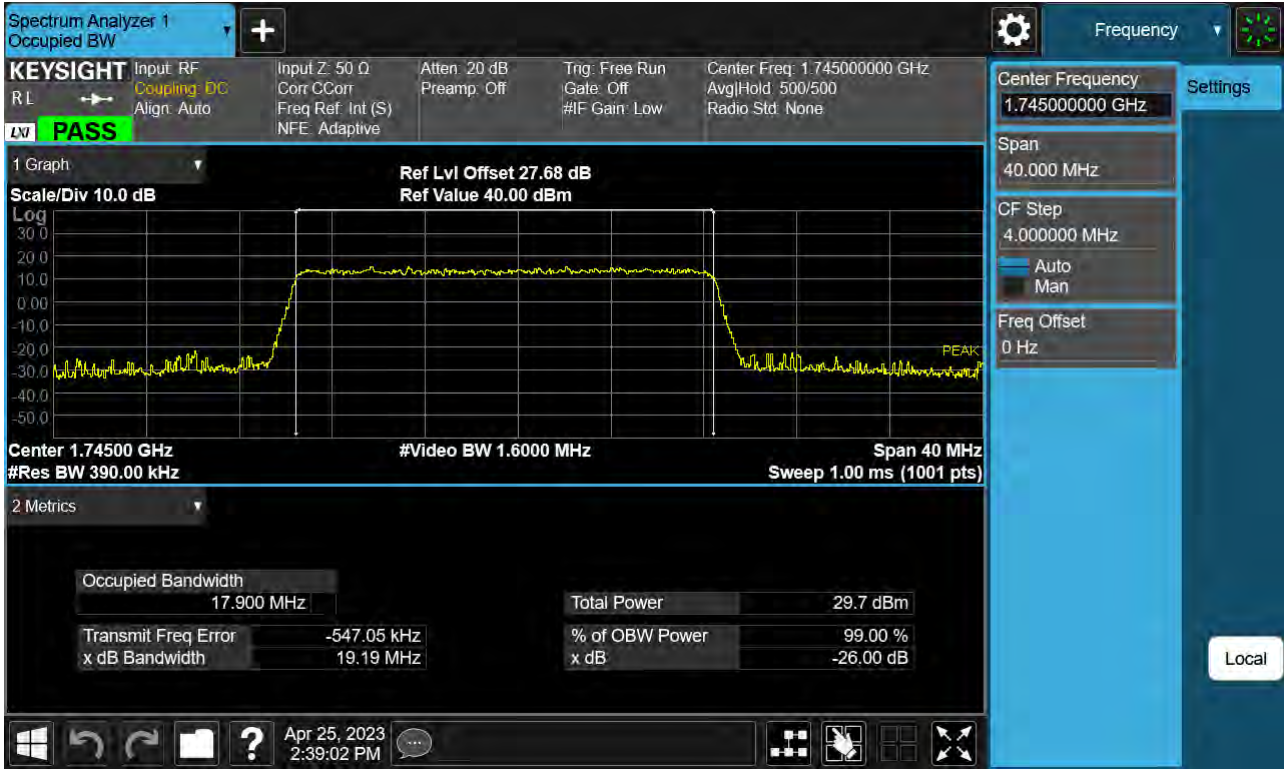 Spectrum Analyzer 1
Occupied BW
Frequency
KEYSIGHT
R L
LXI
PASS
Input: RF
Coupling: DC
Align: Auto
Input Z: 50 Ω
Corr CCorr
Freq Ref: Int (S)
NFE: Adaptive
Atten: 20 dB
Preamp: Off
Trig: Free Run
Gate: Off
#IF Gain: Low
Center Freq: 1.745000000 GHz
Avg|Hold: 500/500
Radio Std: None
1 Graph
Scale/Div 10.0 dB
Ref Lvl Offset 27.68 dB
Ref Value 40.00 dBm
Log
30.0
20.0
10.0
0.00
-10.0
-20.0
-30.0
-40.0
-50.0
PEAK
Center 1.74500 GHz
#Video BW 1.6000 MHz
Span 40 MHz
#Res BW 390.00 kHz
Sweep 1.00 ms (1001 pts)
2 Metrics
Occupied Bandwidth
17.900 MHz
Transmit Freq Error -547.05 kHz
x dB Bandwidth 19.19 MHz
Total Power 29.7 dBm
% of OBW Power 99.00 %
x dB -26.00 dB
Center Frequency
1.745000000 GHz
Span
40.000 MHz
CF Step
4.000000 MHz
Auto
Man
Freq Offset
0 Hz
Settings
Local
?
Apr 25, 2023
2:39:02 PM